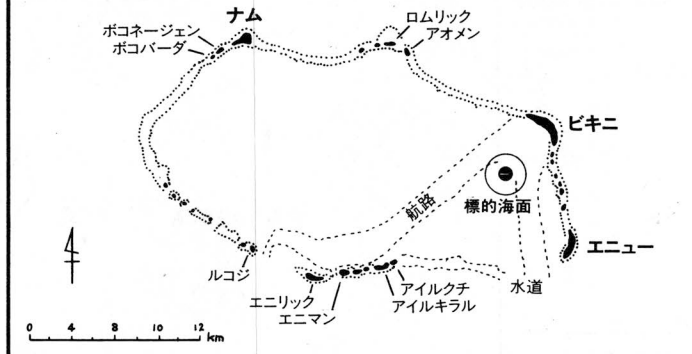 ナム
ボコネージェン
ボコバーダ
ロムリック
アオメン
ビキニ
標的海面
航路
エニュー
ルコジ
エニリック
エニマン
アイルクチ
アイルキラル
水道
0 4 8 10 12 km